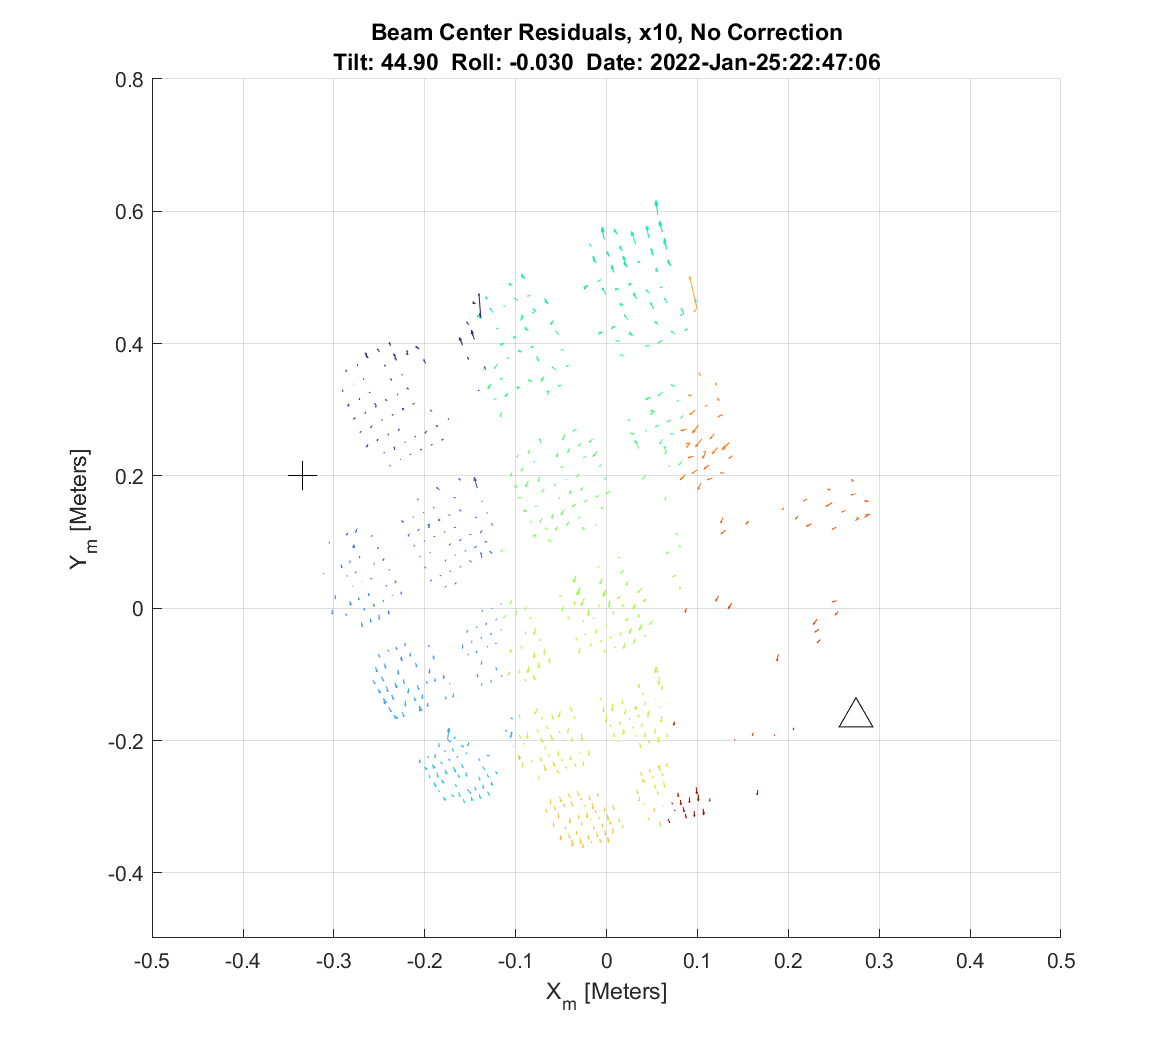 Beam Center Residuals, x10, No Correction
Tilt: 44.90 Roll: -0.030 Date: 2022-Jan-25:22:47:06
0.8
0.6
0.4
0.2
0
-0.2
-0.4
Y_m [Meters]
-0.5 -0.4 -0.3 -0.2 -0.1 0 0.1 0.2 0.3 0.4 0.5
X_m [Meters]